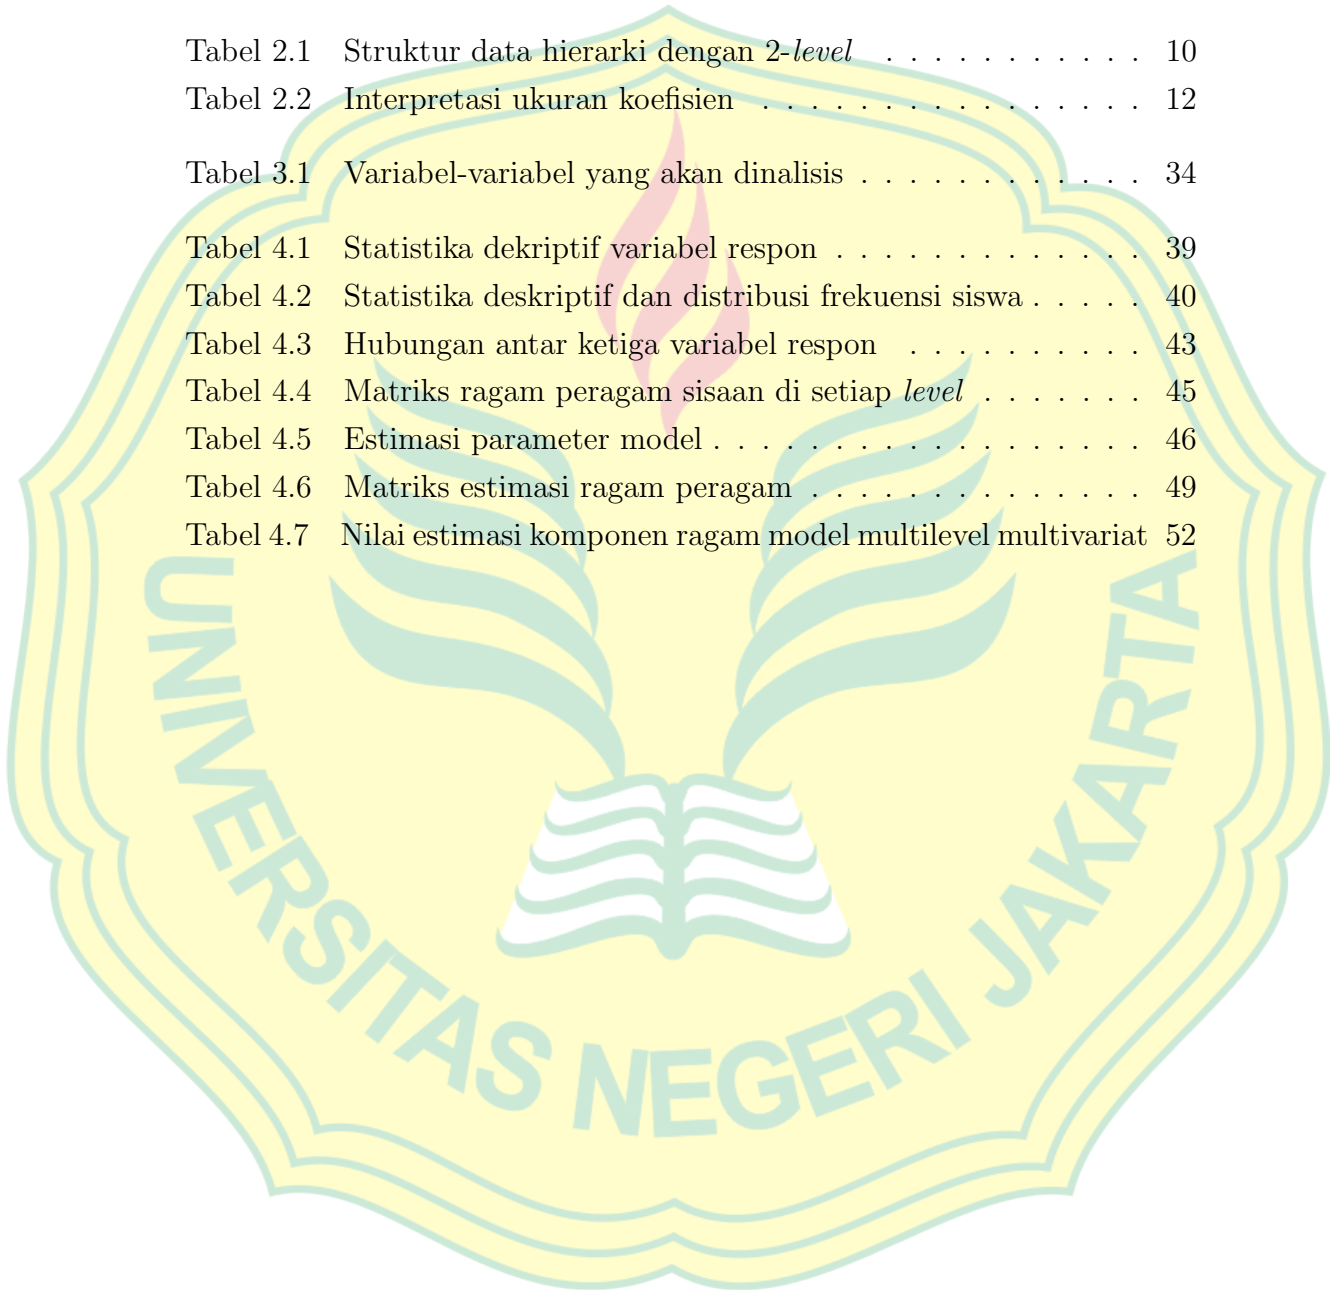 Tabel 2.1 Struktur data hierarki dengan 2-level . . . . . . . . . . . 10
Tabel 2.2 Interpretasi ukuran koefisien . . . . . . . . . . . . . . . . 12
Tabel 3.1 Variabel-variabel yang akan dinalisis . . . . . . . . . . . . 34
Tabel 4.1 Statistika dekriptif variabel respon . . . . . . . . . . . . . 39
Tabel 4.2 Statistika deskriptif dan distribusi frekuensi siswa . . . . . 40
Tabel 4.3 Hubungan antar ketiga variabel respon . . . . . . . . . . 43
Tabel 4.4 Matriks ragam peragam sisaan di setiap level . . . . . . . 45
Tabel 4.5 Estimasi parameter model . . . . . . . . . . . . . . . . . . 46
Tabel 4.6 Matriks estimasi ragam peragam . . . . . . . . . . . . . . 49
Tabel 4.7 Nilai estimasi komponen ragam model multilevel multivariat 52
UNIVERSITAS NEGERI JAKARTA